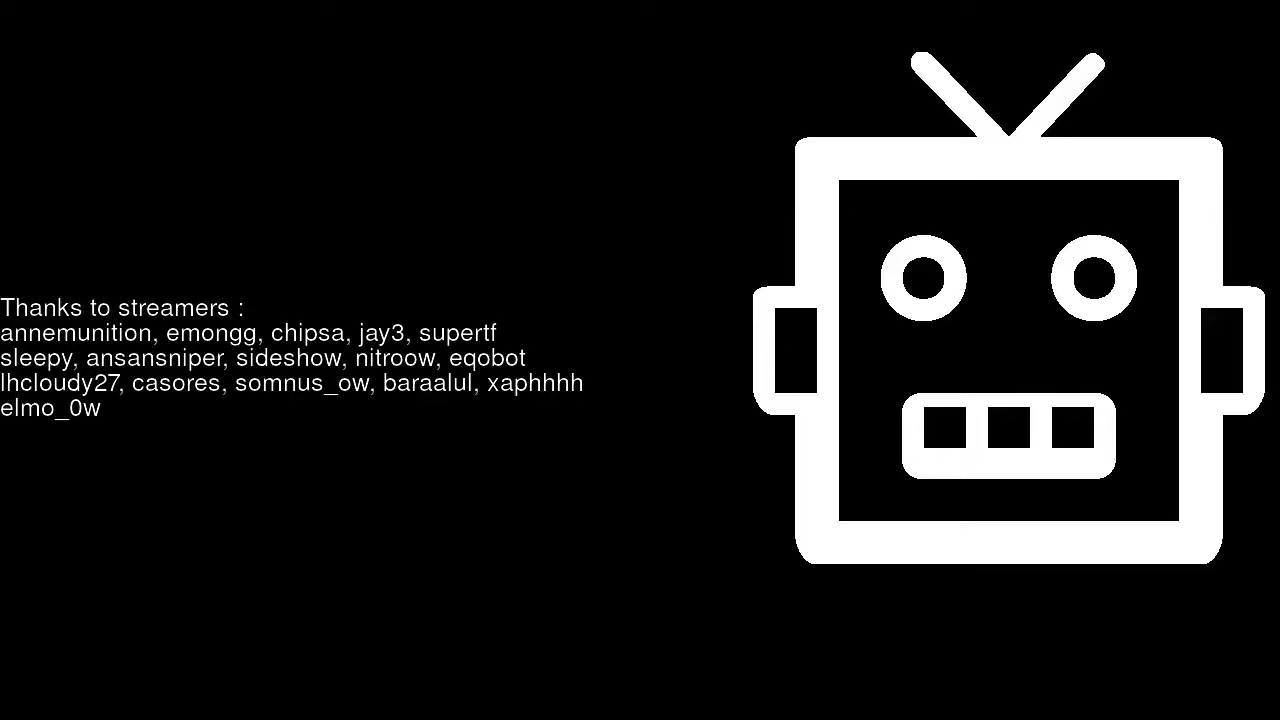 Thanks to streamers :
annemunition, emongg, chipsa, jay3, supertf
sleepy, ansansniper, sideshow, nitroow, eqobot
lhcloudy27, casores, somnus_ow, baraalul, xaphhhh
elmo_0w